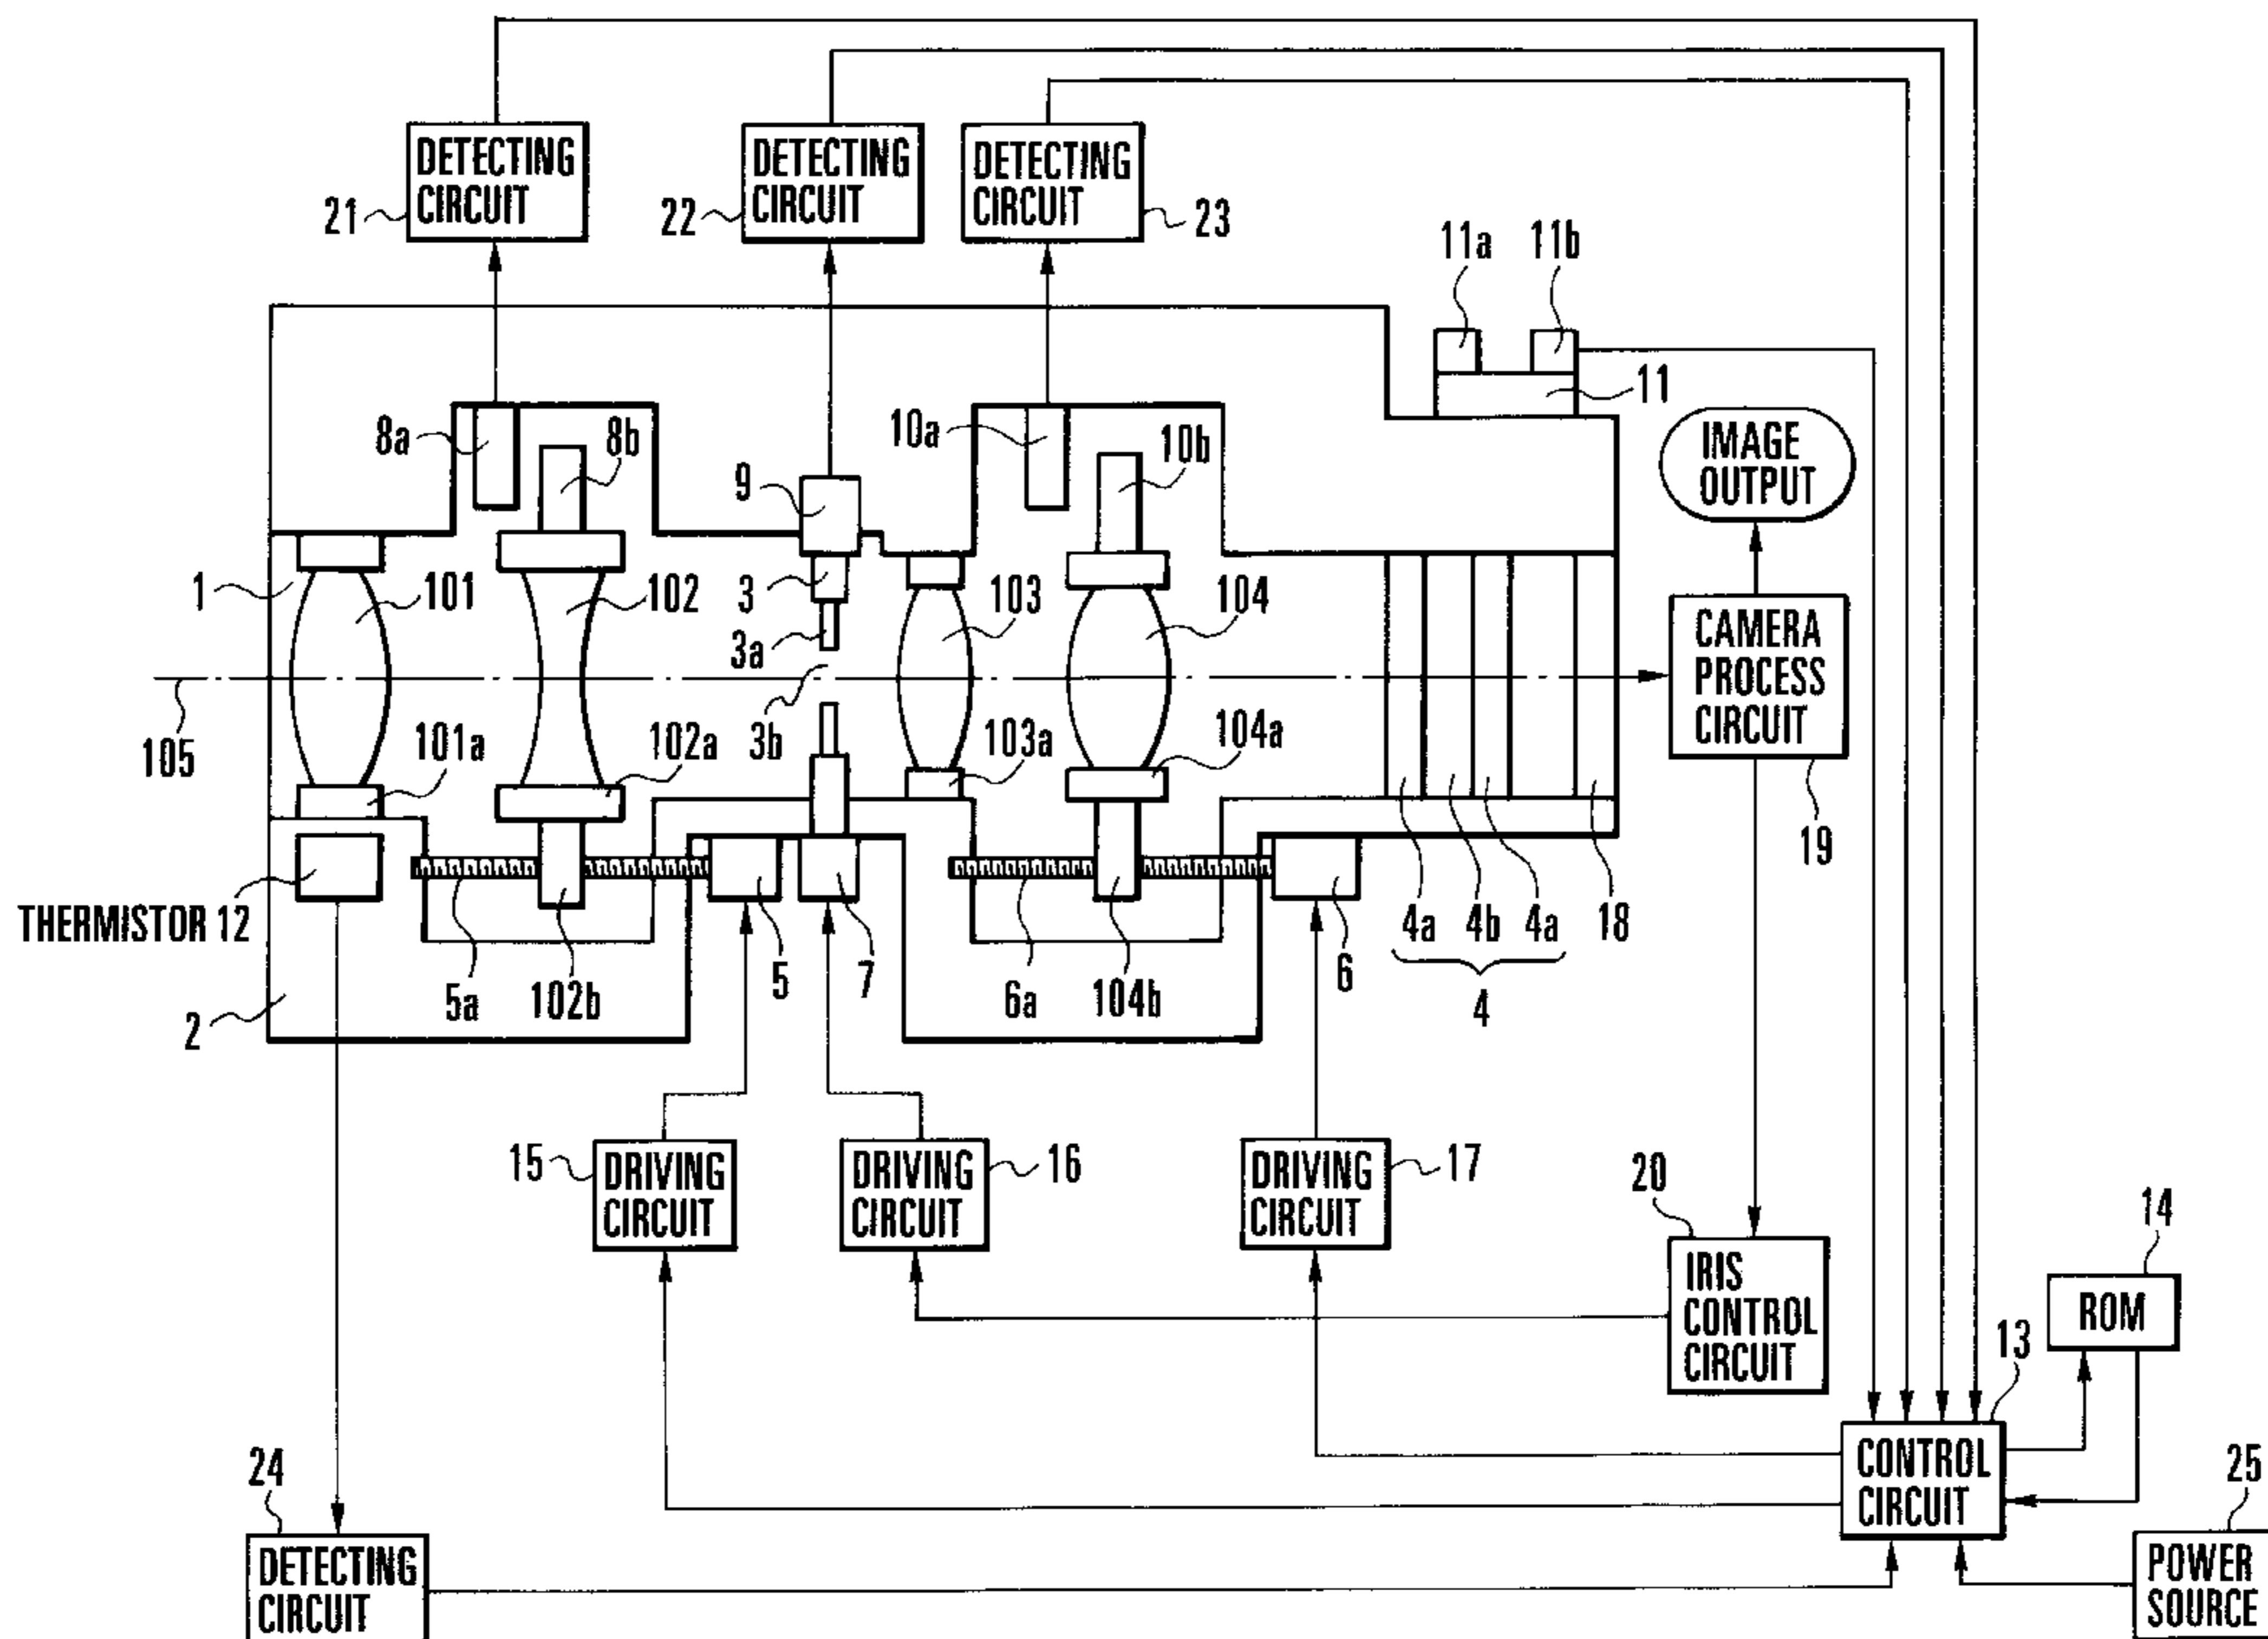 DETECTING
CIRCUIT
21
DETECTING
CIRCUIT
22
DETECTING
CIRCUIT
23
11a
11b
11
8a
8b
9
10a
10b
IMAGE
OUTPUT
1
101
102
3
3a
103
104
CAMERA
PROCESS
CIRCUIT
19
105
101a
102a
3b
103a
104a
THERMISTOR 12
2
5a
102b
5
7
6a
104b
6
4a
4b
4a
18
4
15
DRIVING
CIRCUIT
DRIVING
CIRCUIT
16
DRIVING
CIRCUIT
17
20
IRIS
CONTROL
CIRCUIT
14
ROM
13
CONTROL
CIRCUIT
24
DETECTING
CIRCUIT
25
POWER
SOURCE